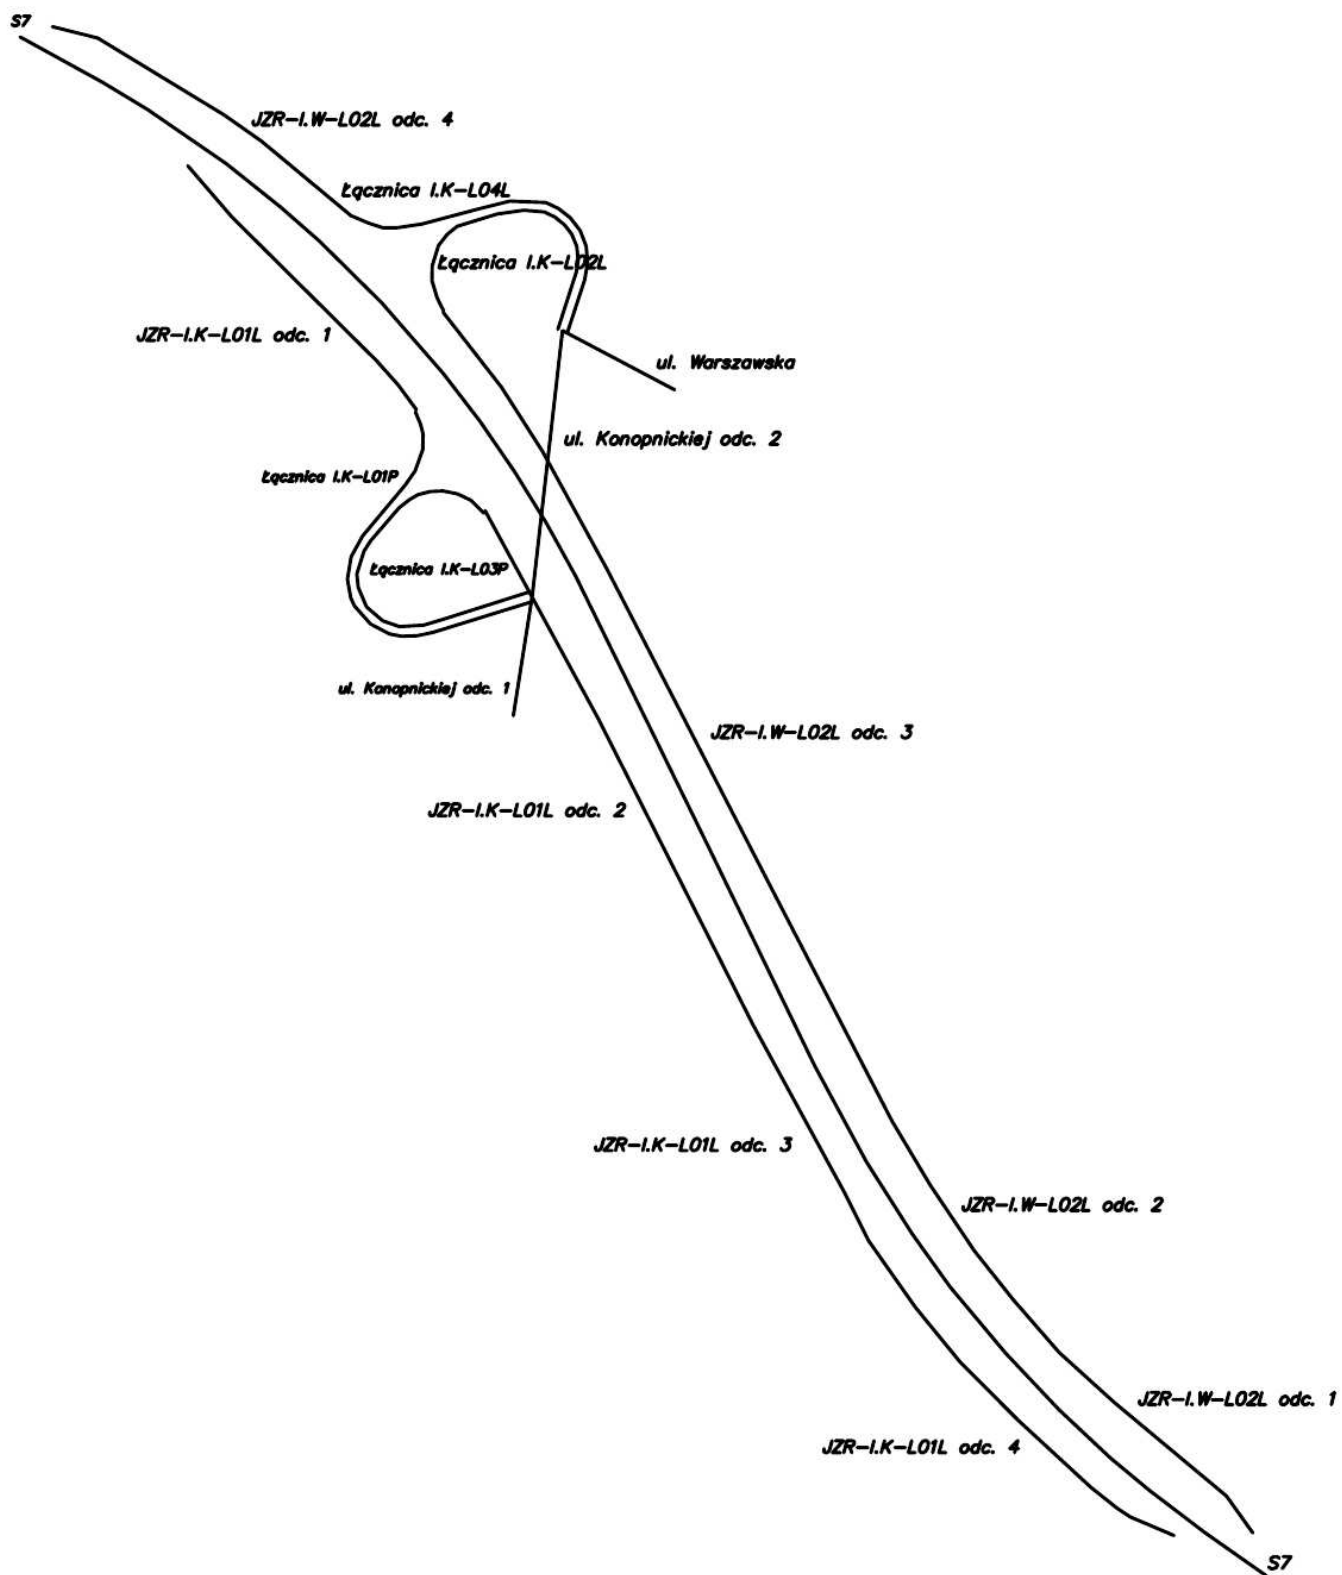 S7
JZR-I.W-L02L odc. 4
Łącznica I.K-L04L
Łącznica I.K-L02L
JZR-I.K-L01L odc. 1
ul. Warszawska
ul. Konopnickiej odc. 2
Łącznica I.K-L01P
Łącznica I.K-L03P
ul. Konopnickiej odc. 1
JZR-I.W-L02L odc. 3
JZR-I.K-L01L odc. 2
JZR-I.K-L01L odc. 3
JZR-I.W-L02L odc. 2
JZR-I.W-L02L odc. 1
JZR-I.K-L01L odc. 4
S7